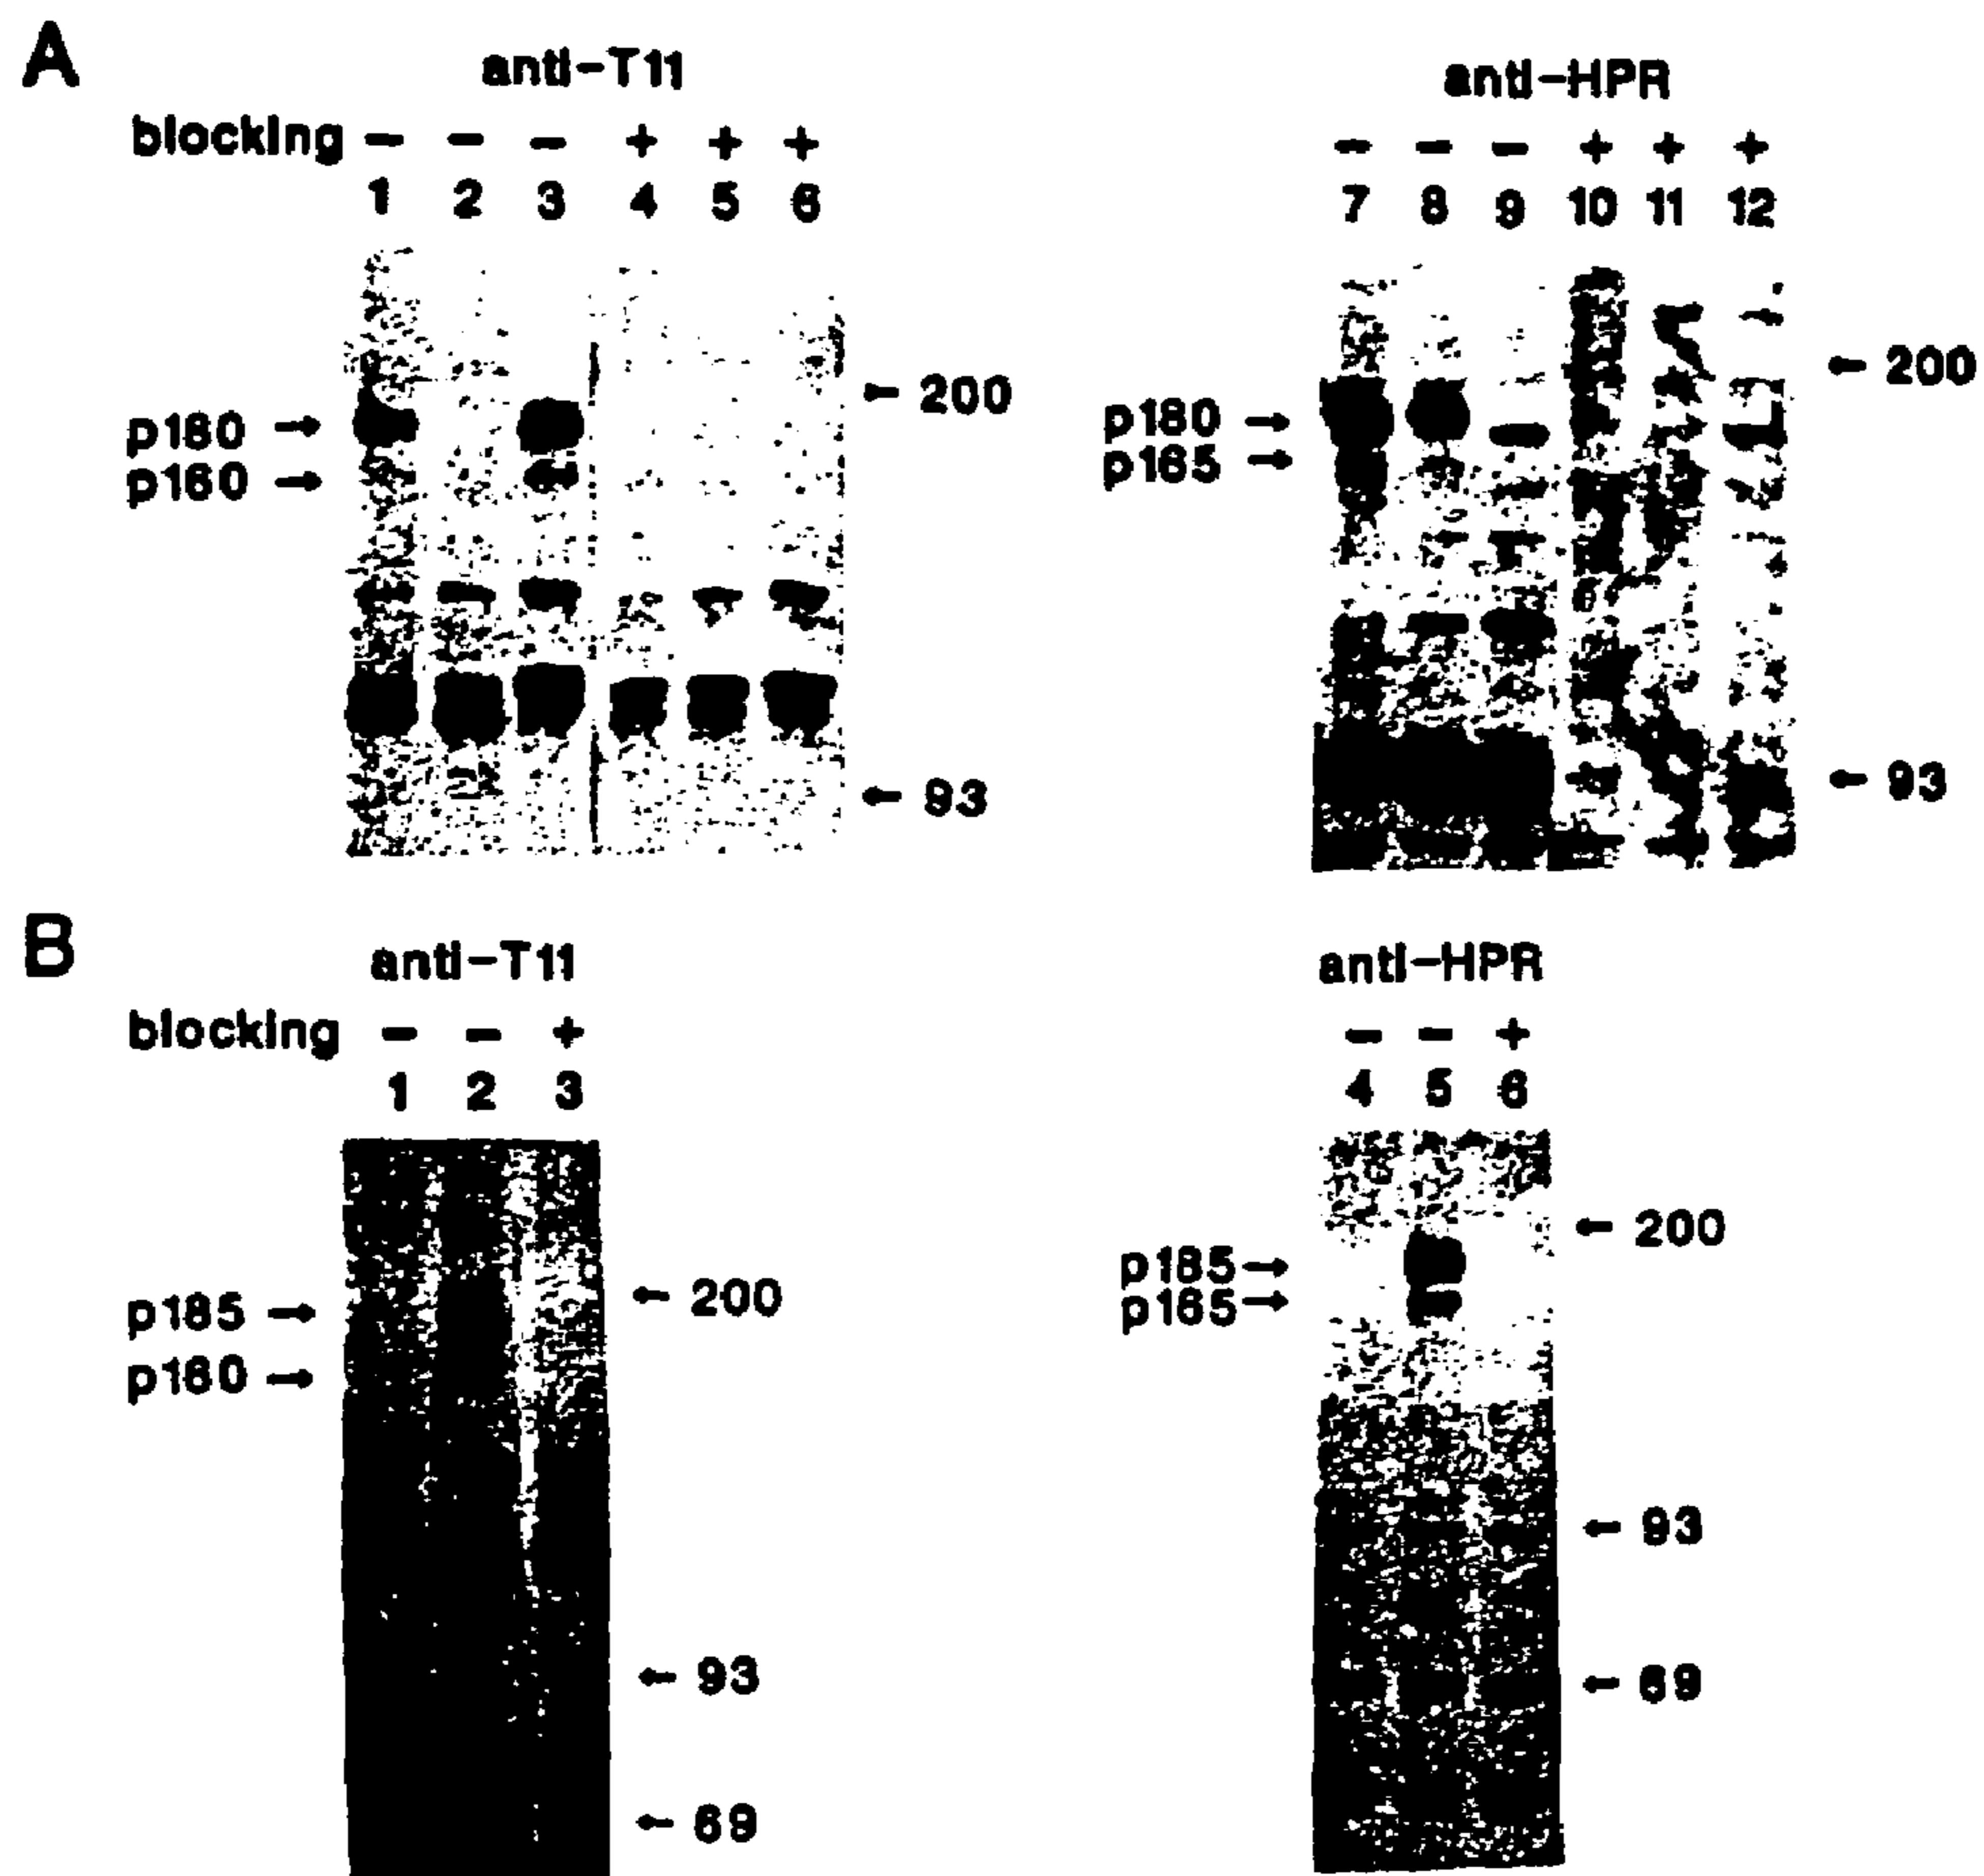 A
anti-T11
blocking - - - + + +
1 2 3 4 5 6
p180 →
p160 →
← 200
← 93
anti-HPR
- - - + + +
7 8 9 10 11 12
p180 →
p165 →
← 200
← 93
B
anti-T11
blocking - - +
1 2 3
p185 →
p160 →
← 200
← 93
← 69
anti-HPR
- - +
4 5 6
p185 →
p165 →
← 200
← 93
← 69